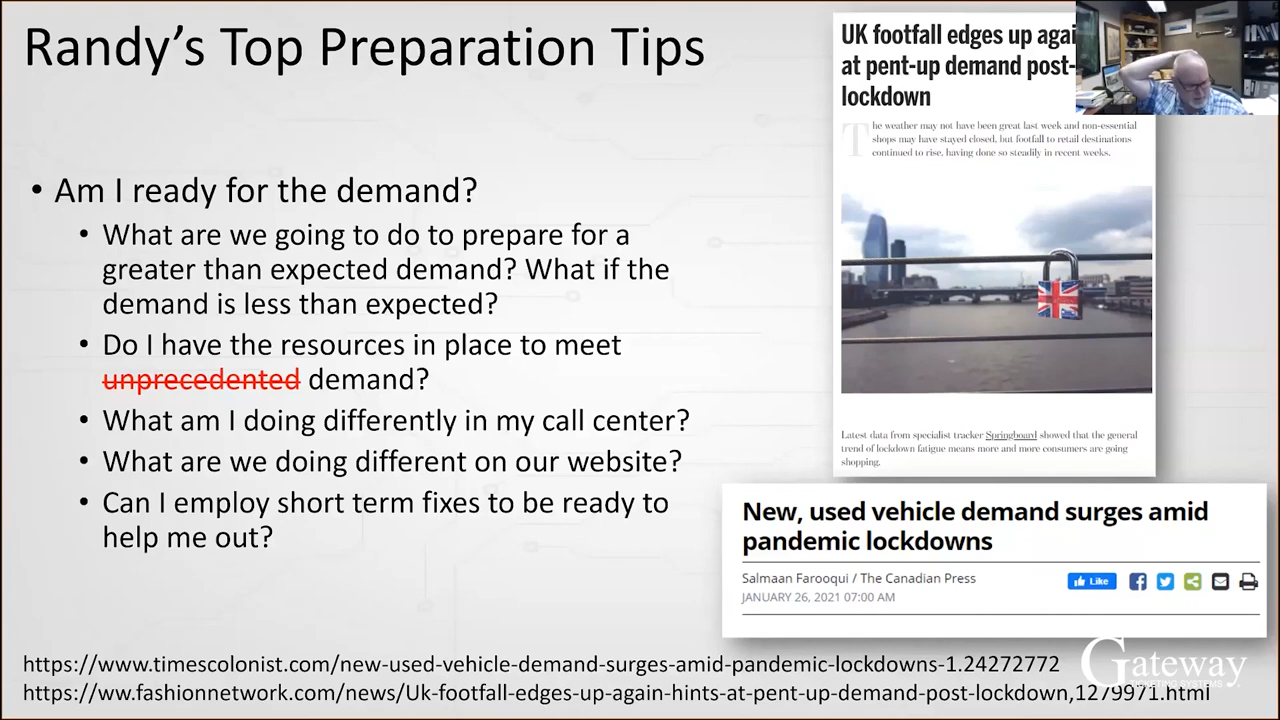 Randy's Top Preparation Tips
• Am I ready for the demand?
• What are we going to do to prepare for a
greater than expected demand? What if the
demand is less than expected?
• Do I have the resources in place to meet
unprecedented demand?
• What am I doing differently in my call center?
• What are we doing different on our website?
• Can I employ short term fixes to be ready to
help me out?
UK footfall edges up agai
at pent-up demand post-
lockdown
The weather may not have been great last week and non-essential
shops may have stayed closed, but footfall to retail destinations
continued to rise, having done so steadily in recent weeks.
Latest data from specialist tracker Springboard showed that the general
trend of lockdown fatigue means more and more consumers are going
shopping.
New, used vehicle demand surges amid
pandemic lockdowns
Salmaan Farooqui / The Canadian Press
Like
JANUARY 26, 2021 07:00 AM
https://www.timescolonist.com/new-used-vehicle-demand-surges-amid-pandemic-lockdowns-1.24272772
https://ww.fashionnetwork.com/news/Uk-footfall-edges-up-again-hints-at-pent-up-demand-post-lockdown,1279971.html
Gateway
TICKETING SYSTEMS